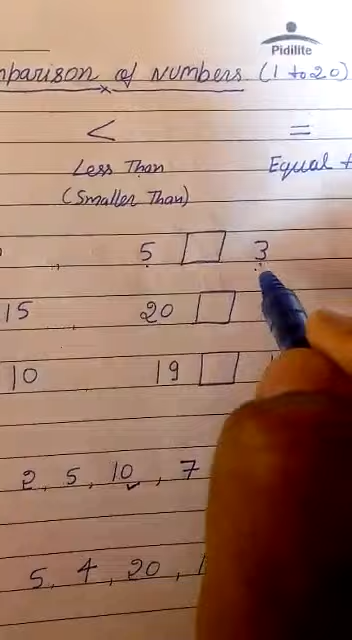 Pidilite
mparison of Numbers (1 to 20)
< =
Less Than Equal t
(Smaller Than)
5 □ 3
15 20 □
10 19 □
2, 5, 10, 7
5, 4, 20, 1